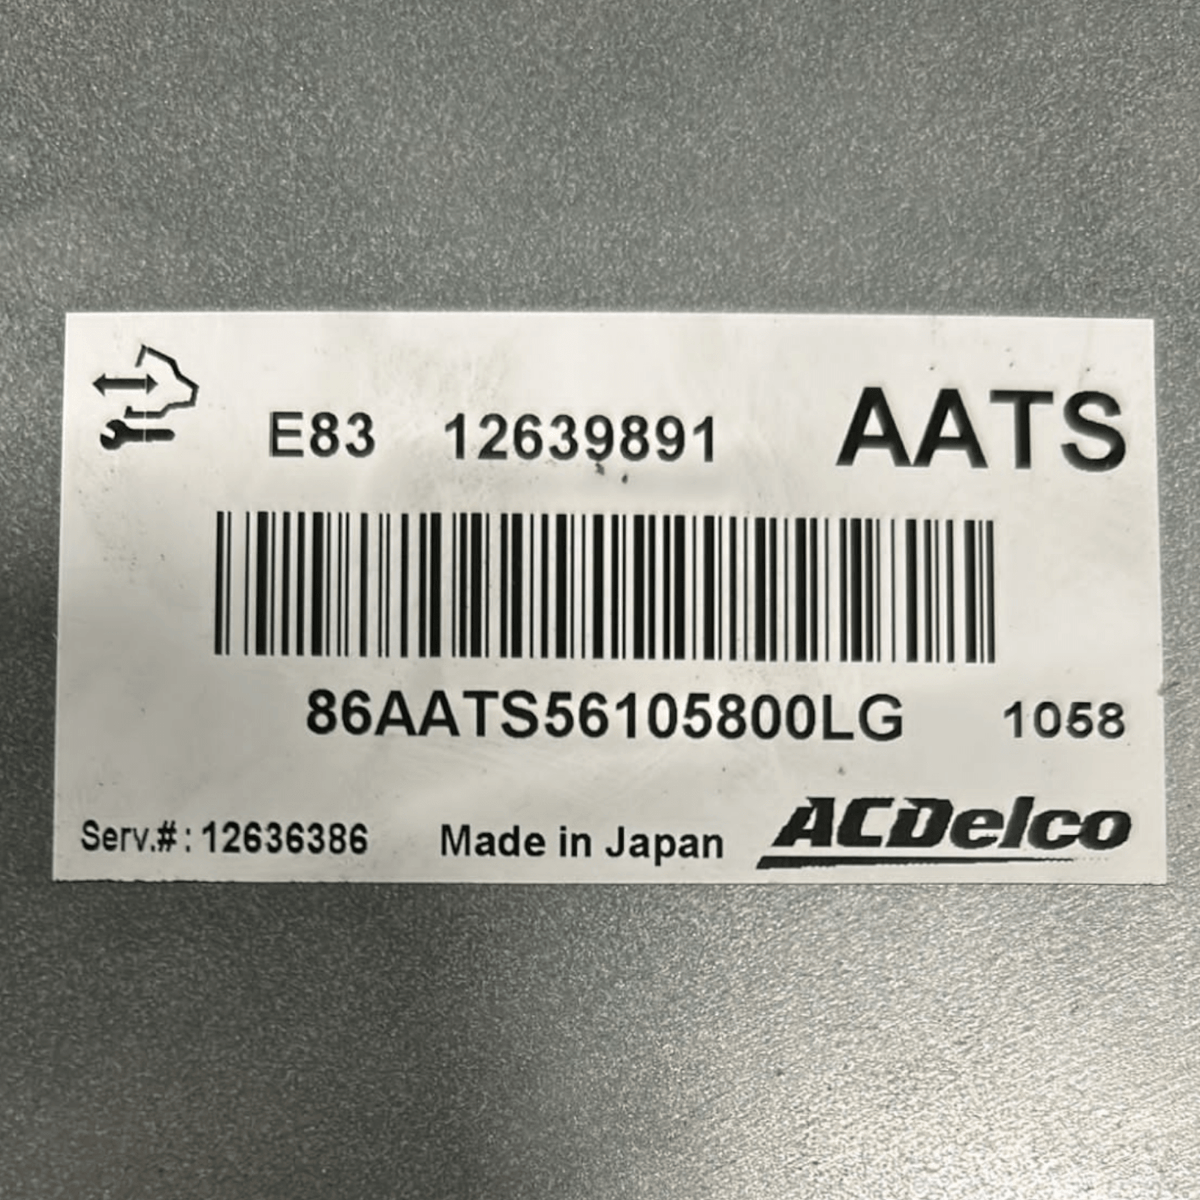 E83 12639891 AATS
86AATS56105800LG 1058
Serv.#: 12636386 Made in Japan ACDelco